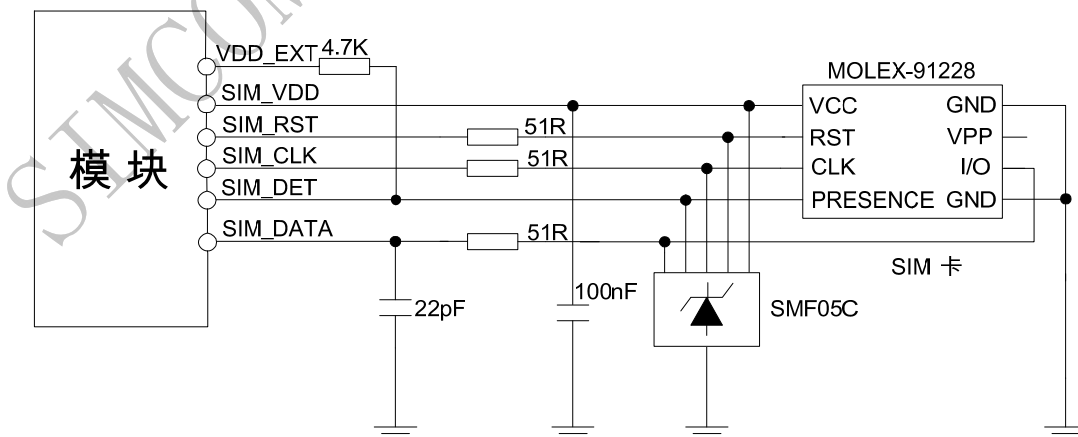 SIMCOM
模块
VDD_EXT
4.7K
SIM_VDD
SIM_RST
51R
SIM_CLK
51R
SIM_DET
SIM_DATA
51R
22pF
100nF
SMF05C
MOLEX-91228
VCC
GND
RST
VPP
CLK
I/O
PRESENCE
GND
SIM 卡